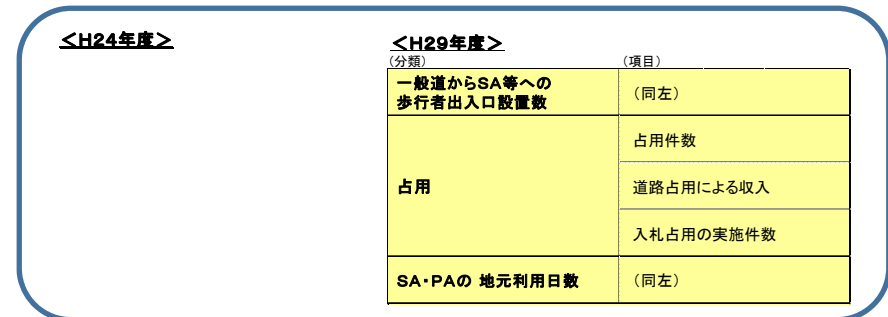 ＜H24年度＞
＜H29年度＞
（分類） （項目）
一般道からSA等への
歩行者出入口設置数
（同左）
占用
占用件数
道路占用による収入
入札占用の実施件数
SA・PAの 地元利用日数
（同左）